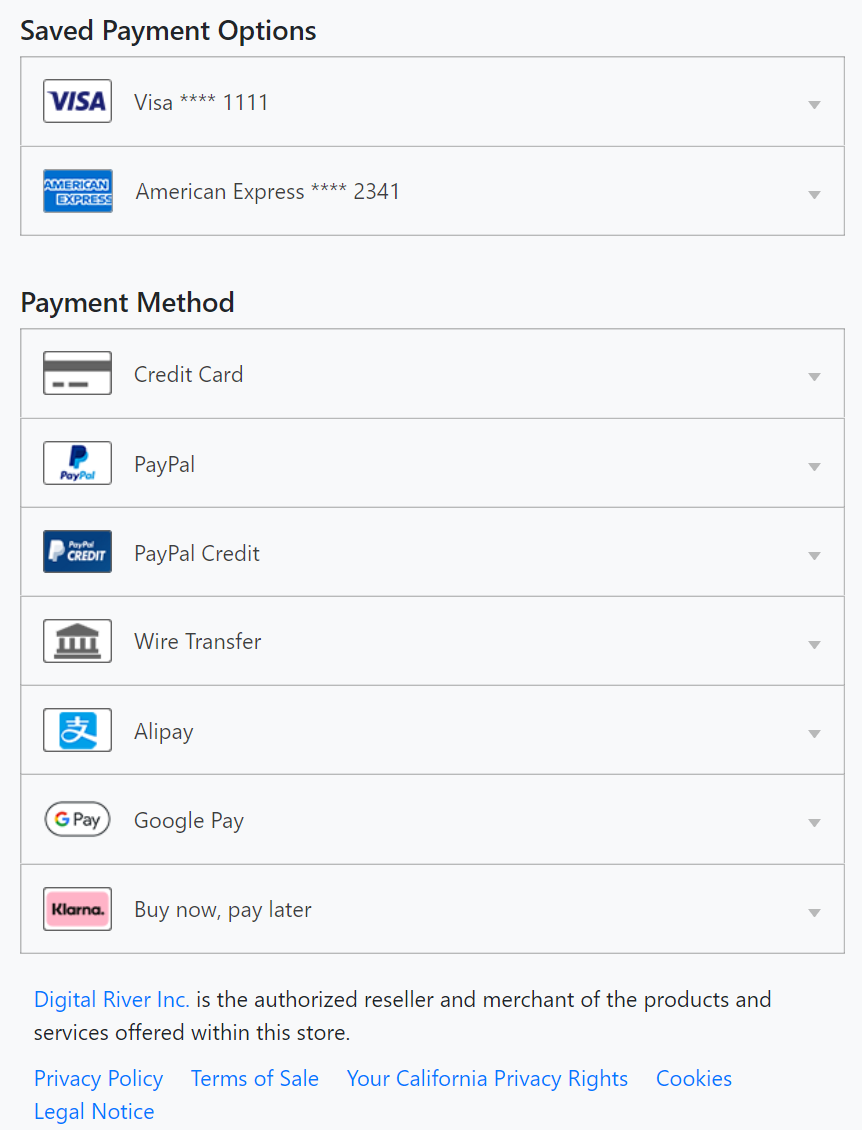 Saved Payment Options
VISA Visa **** 1111
AMERICAN
EXPRESS
American Express **** 2341
Payment Method
Credit Card
PayPal PayPal
PayPal
CREDIT
PayPal Credit
Wire Transfer
支 Alipay
G Pay Google Pay
Klarna. Buy now, pay later
Digital River Inc. is the authorized reseller and merchant of the products and
services offered within this store.
Privacy Policy Terms of Sale Your California Privacy Rights Cookies
Legal Notice